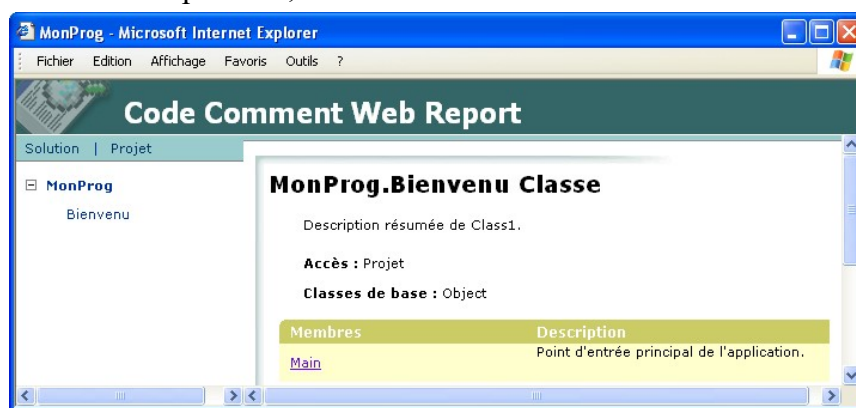 MonProg - Microsoft Internet Explorer
Fichier Edition Affichage Favoris Outils ?
Code Comment Web Report
Solution | Projet
MonProg
Bienvenu
MonProg.Bienvenu Classe
Description résumée de Class1.
Accès : Projet
Classes de base : Object
Membres Description
Main Point d'entrée principal de l'application.